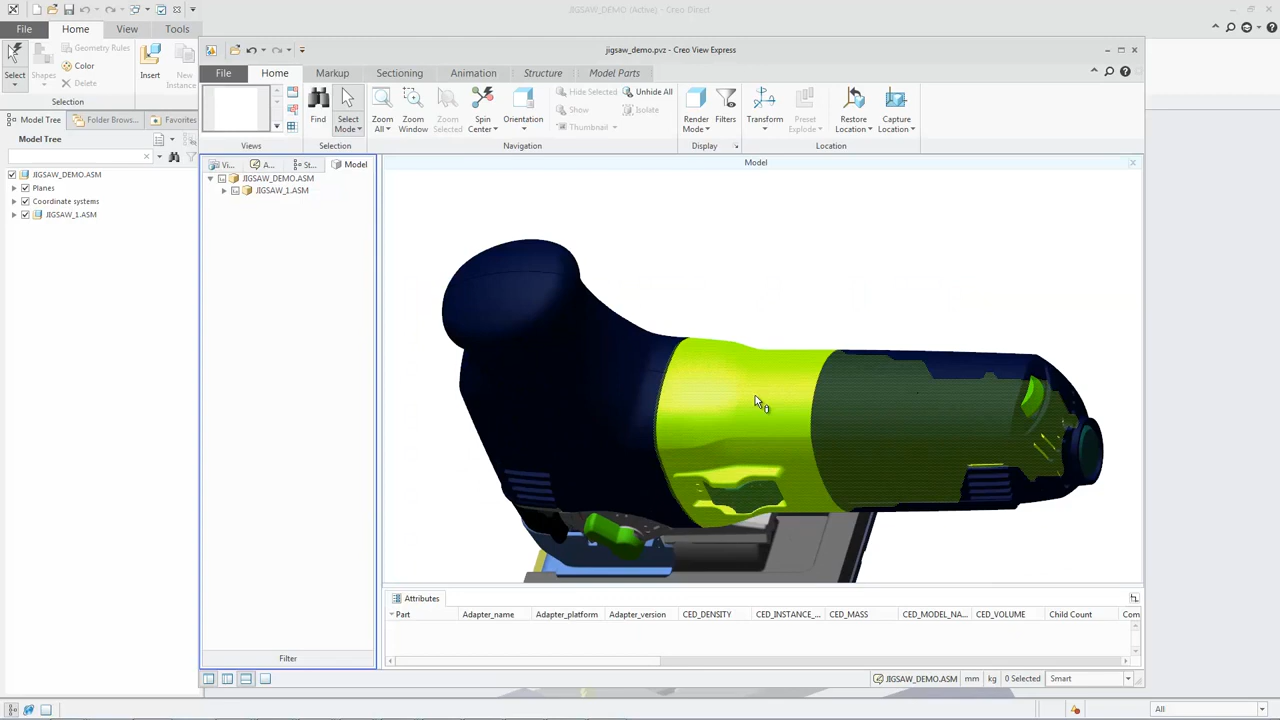 JIGSAW_DEMO (Active) - Creo Direct
File Home View Tools
Select
Shapes
Geometry Rules
Color
Delete
Insert
New Instance
Selection
Model Tree Folder Brows... Favorites
Model Tree
JIGSAW_DEMO.ASM
Planes
Coordinate systems
JIGSAW_1.ASM
jigsaw_demo.pvz - Creo View Express
File Home Markup Sectioning Animation Structure Model Parts
Find
Select Mode
Zoom All
Zoom Window
Zoom Selected
Spin Center
Orientation
Hide Selected
Show
Thumbnail
Unhide All
Isolate
Render Mode
Filters
Transform
Preset Explode
Restore Location
Capture Location
Views Selection Navigation Display Location
Vi... A... St... Model
JIGSAW_DEMO.ASM
JIGSAW_1.ASM
Model
Filter
Attributes
Part Adapter_name Adapter_platform Adapter_version CED_DENSITY CED_INSTANCE_... CED_MASS CED_MODEL_NA... CED_VOLUME Child Count Com
JIGSAW_DEMO.ASM mm kg 0 Selected Smart
All